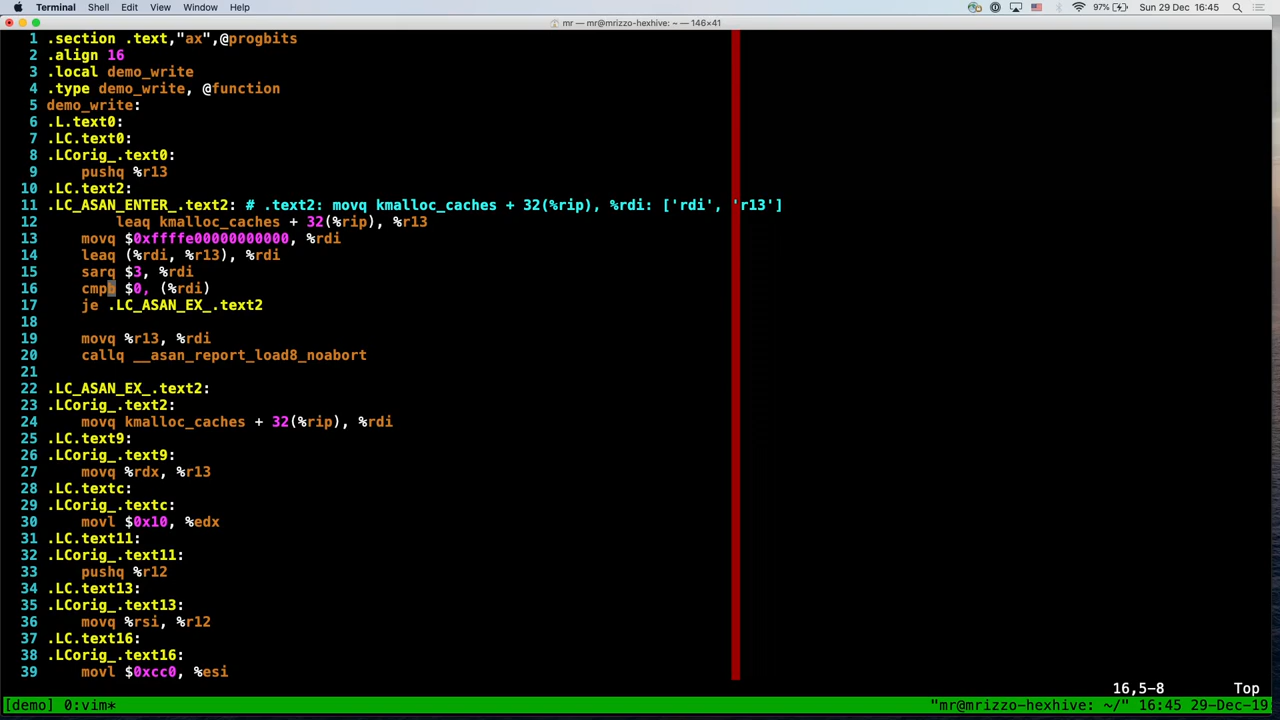 Terminal Shell Edit View Window Help 97% Sun 29 Dec 16:45
mr — mr@mrizzo-hexhive: ~ — 146×41
1 .section .text,"ax",@progbits
2 .align 16
3 .local demo_write
4 .type demo_write, @function
5 demo_write:
6 .L.text0:
7 .LC.text0:
8 .LCorig_.text0:
9 pushq %r13
10 .LC.text2:
11 .LC_ASAN_ENTER_.text2: # .text2: movq kmalloc_caches + 32(%rip), %rdi: ['rdi', 'r13']
12 leaq kmalloc_caches + 32(%rip), %r13
13 movq $0xffffe00000000000, %rdi
14 leaq (%rdi, %r13), %rdi
15 sarq $3, %rdi
16 cmpb $0, (%rdi)
17 je .LC_ASAN_EX_.text2
18
19 movq %r13, %rdi
20 callq __asan_report_load8_noabort
21
22 .LC_ASAN_EX_.text2:
23 .LCorig_.text2:
24 movq kmalloc_caches + 32(%rip), %rdi
25 .LC.text9:
26 .LCorig_.text9:
27 movq %rdx, %r13
28 .LC.textc:
29 .LCorig_.textc:
30 movl $0x10, %edx
31 .LC.text11:
32 .LCorig_.text11:
33 pushq %r12
34 .LC.text13:
35 .LCorig_.text13:
36 movq %rsi, %r12
37 .LC.text16:
38 .LCorig_.text16:
39 movl $0xcc0, %esi
16,5-8 Top
[demo] 0:vim* "mr@mrizzo-hexhive: ~/" 16:45 29-Dec-19